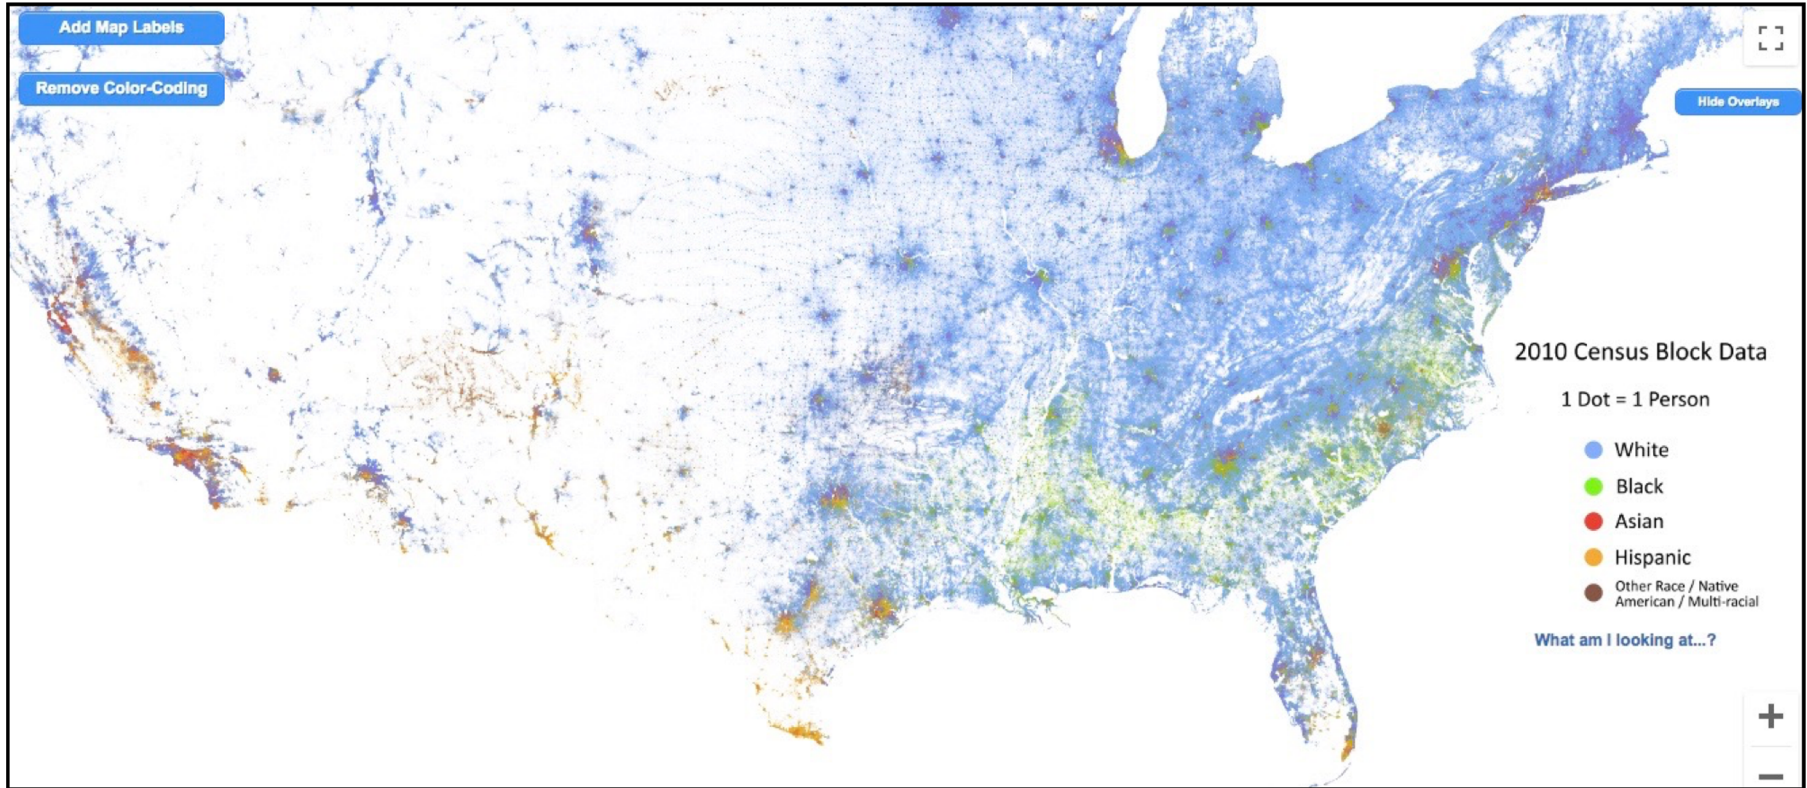 Add Map Labels
Remove Color-Coding
Hide Overlays
2010 Census Block Data
1 Dot = 1 Person
White
Black
Asian
Hispanic
Other Race / Native
American / Multi-racial
What am I looking at...?